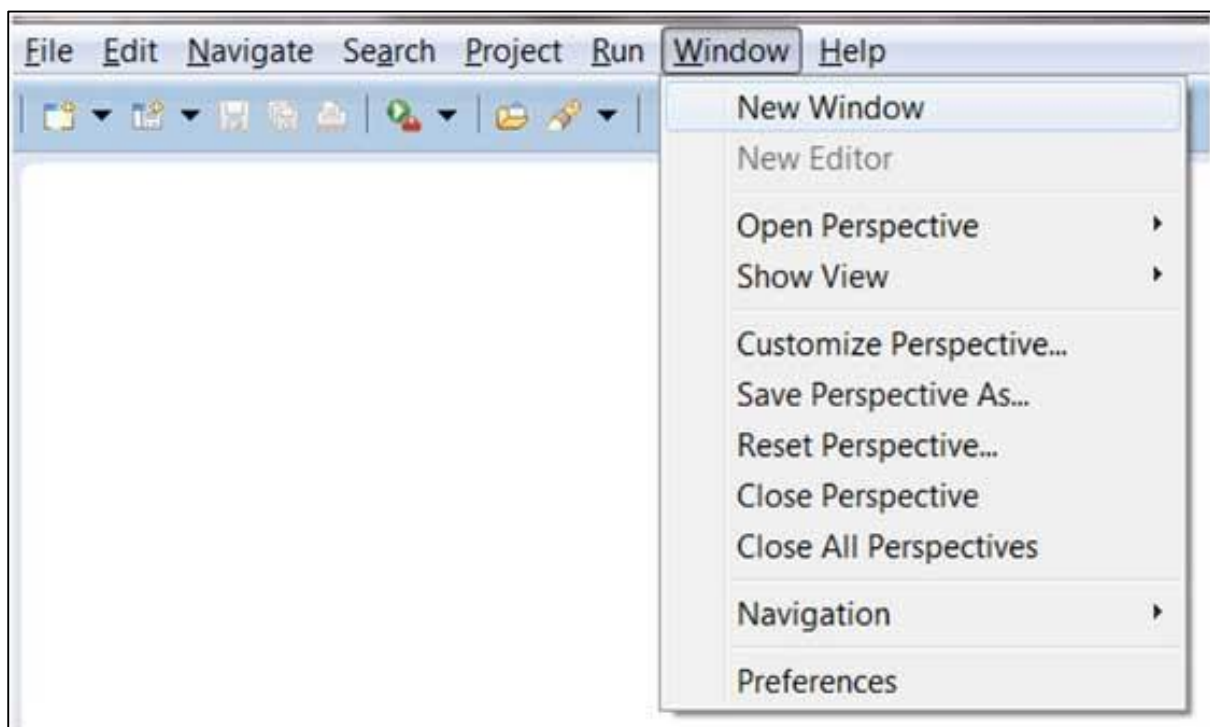 File Edit Navigate Search Project Run Window Help
New Window
New Editor
Open Perspective
Show View
Customize Perspective...
Save Perspective As...
Reset Perspective...
Close Perspective
Close All Perspectives
Navigation
Preferences